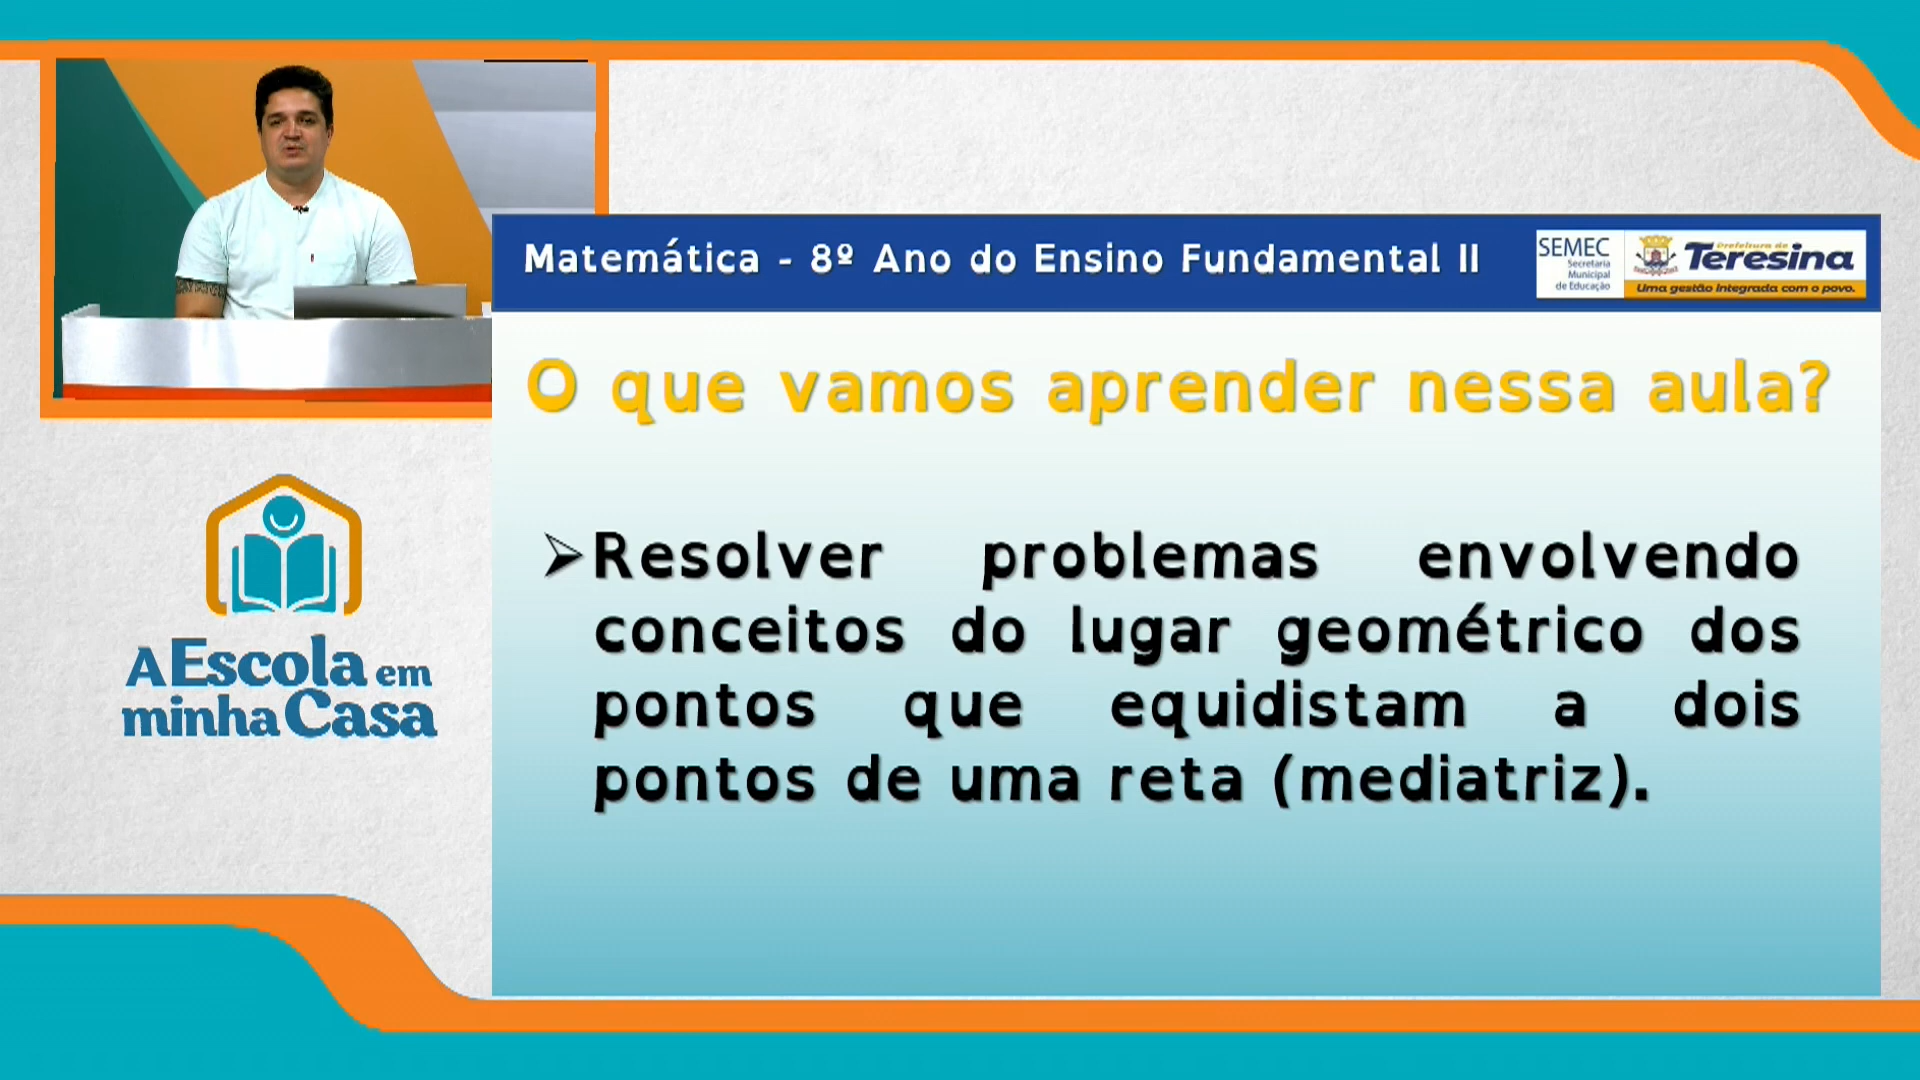 Matemática - 8º Ano do Ensino Fundamental II
SEMEC
Secretaria
Municipal
de Educação
Prefeitura de
Teresina
Uma gestão integrada com o povo.
O que vamos aprender nessa aula?
➢Resolver problemas envolvendo
conceitos do lugar geométrico dos
pontos que equidistam a dois
pontos de uma reta (mediatriz).
A Escola em
minha Casa